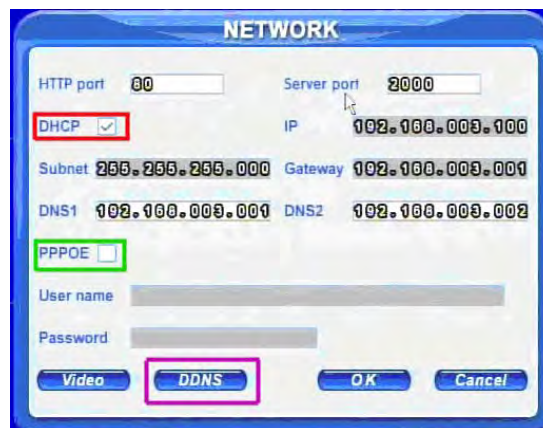 NETWORK
HTTP port 80 Server port 2000
DHCP IP 192.168.003.100
Subnet 255.255.255.000 Gateway 192.168.003.001
DNS1 192.168.003.001 DNS2 192.168.003.002
PPPOE
User name
Password
Video DDNS OK Cancel